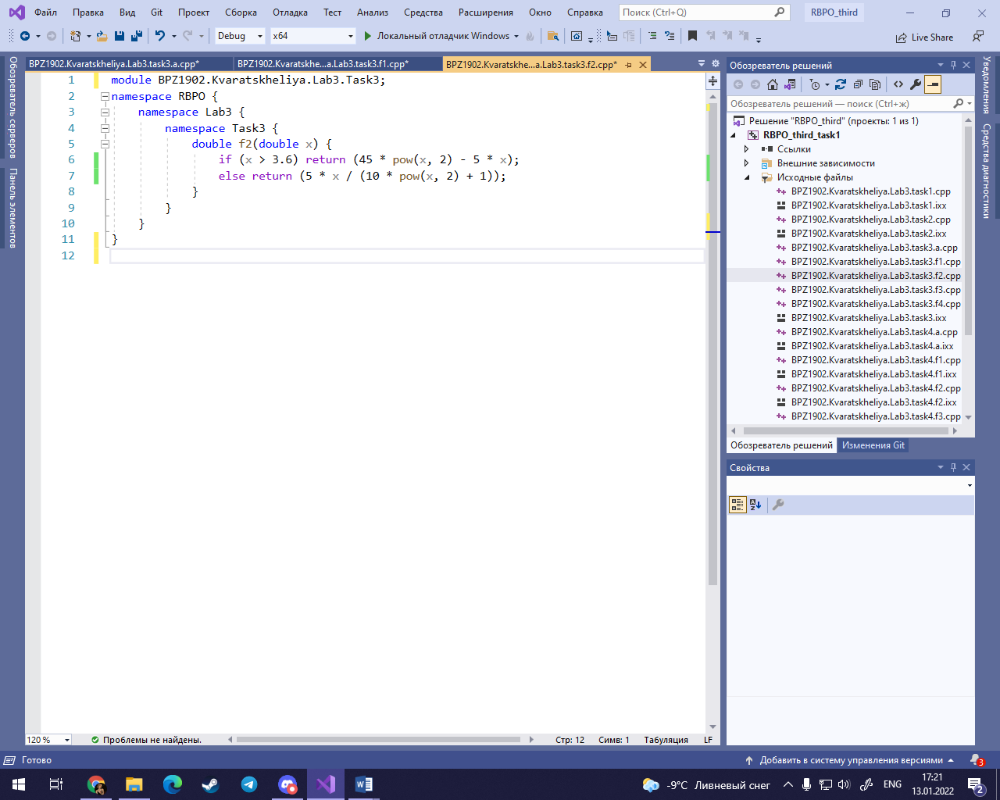 Файл Правка Вид Git Проект Сборка Отладка Тест Анализ Средства Расширения Окно Справка Поиск (Ctrl+Q) RBPO_third
Debug x64 Локальный отладчик Windows Live Share
BPZ1902.Kvaratskheliya.Lab3.task3.a.cpp* BPZ1902.Kvaratskhe...a.Lab3.task3.f1.cpp* BPZ1902.Kvaratskhe...a.Lab3.task3.f2.cpp*
Обозреватель серверов
Панель элементов
1 module BPZ1902.Kvaratskheliya.Lab3.Task3;
2 namespace RBPO {
3 namespace Lab3 {
4 namespace Task3 {
5 double f2(double x) {
6 if (x > 3.6) return (45 * pow(x, 2) - 5 * x);
7 else return (5 * x / (10 * pow(x, 2) + 1));
8 }
9 }
10 }
11 }
12
120 % Проблемы не найдены. Стр: 12 Симв: 1 Табуляция LF
Обозреватель решений
Обозреватель решений — поиск (Ctrl+ж)
Решение "RBPO_third" (проекты: 1 из 1)
RBPO_third_task1
Ссылки
Внешние зависимости
Исходные файлы
BPZ1902.Kvaratskheliya.Lab3.task1.cpp
BPZ1902.Kvaratskheliya.Lab3.task1.ixx
BPZ1902.Kvaratskheliya.Lab3.task2.cpp
BPZ1902.Kvaratskheliya.Lab3.task2.ixx
BPZ1902.Kvaratskheliya.Lab3.task3.a.cpp
BPZ1902.Kvaratskheliya.Lab3.task3.f1.cpp
BPZ1902.Kvaratskheliya.Lab3.task3.f2.cpp
BPZ1902.Kvaratskheliya.Lab3.task3.f3.cpp
BPZ1902.Kvaratskheliya.Lab3.task3.f4.cpp
BPZ1902.Kvaratskheliya.Lab3.task3.ixx
BPZ1902.Kvaratskheliya.Lab3.task4.a.cpp
BPZ1902.Kvaratskheliya.Lab3.task4.a.ixx
BPZ1902.Kvaratskheliya.Lab3.task4.f1.cpp
BPZ1902.Kvaratskheliya.Lab3.task4.f1.ixx
BPZ1902.Kvaratskheliya.Lab3.task4.f2.cpp
BPZ1902.Kvaratskheliya.Lab3.task4.f2.ixx
BPZ1902.Kvaratskheliya.Lab3.task4.f3.cpp
Обозреватель решений Изменения Git
Свойства
Уведомления
Средства диагностики
Готово Добавить в систему управления версиями 3
-9°C Ливневый снег ENG 17:21
13.01.2022 2